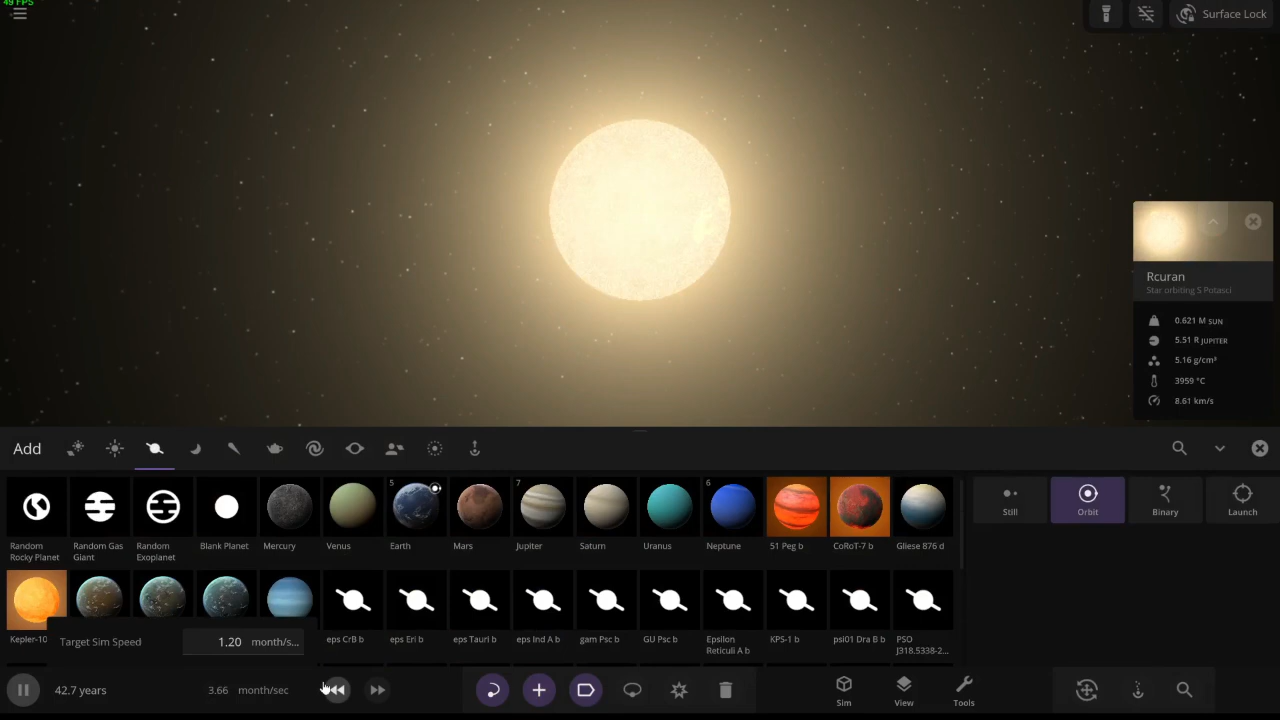 49 FPS
Surface Lock
Rcuran
Star orbiting S Potasci
0.621 M SUN
5.51 R JUPITER
5.16 g/cm³
3959 °C
8.61 km/s
Add
5
7
6
Random Rocky Planet
Random Gas Giant
Random Exoplanet
Blank Planet
Mercury
Venus
Earth
Mars
Jupiter
Saturn
Uranus
Neptune
51 Peg b
CoRoT-7 b
Gliese 876 d
Still
Orbit
Binary
Launch
Kepler-10
eps CrB b
eps Eri b
eps Tauri b
eps Ind A b
gam Psc b
GU Psc b
Epsilon Reticuli A b
KPS-1 b
psi01 Dra B b
PSO J318.5338-2...
Target Sim Speed
1.20 month/s...
42.7 years
3.66 month/sec
Sim
View
Tools